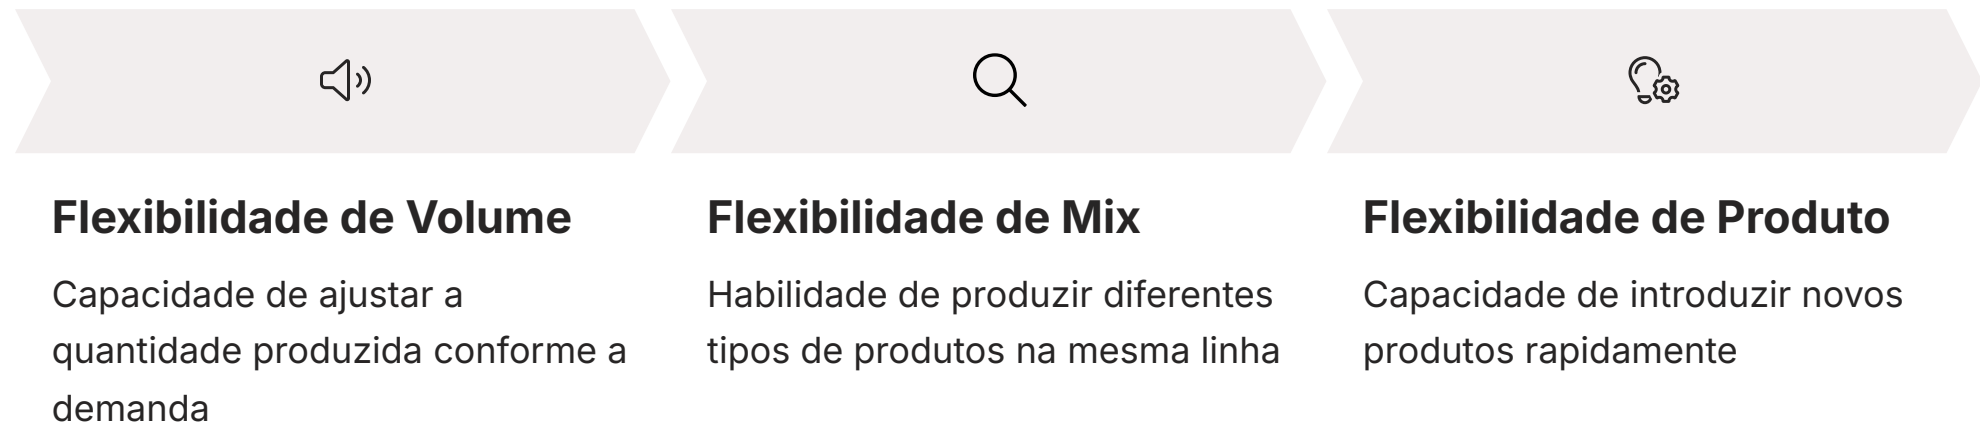 Flexibilidade de Volume
Capacidade de ajustar a
quantidade produzida conforme a
demanda
Flexibilidade de Mix
Habilidade de produzir diferentes
tipos de produtos na mesma linha
Flexibilidade de Produto
Capacidade de introduzir novos
produtos rapidamente